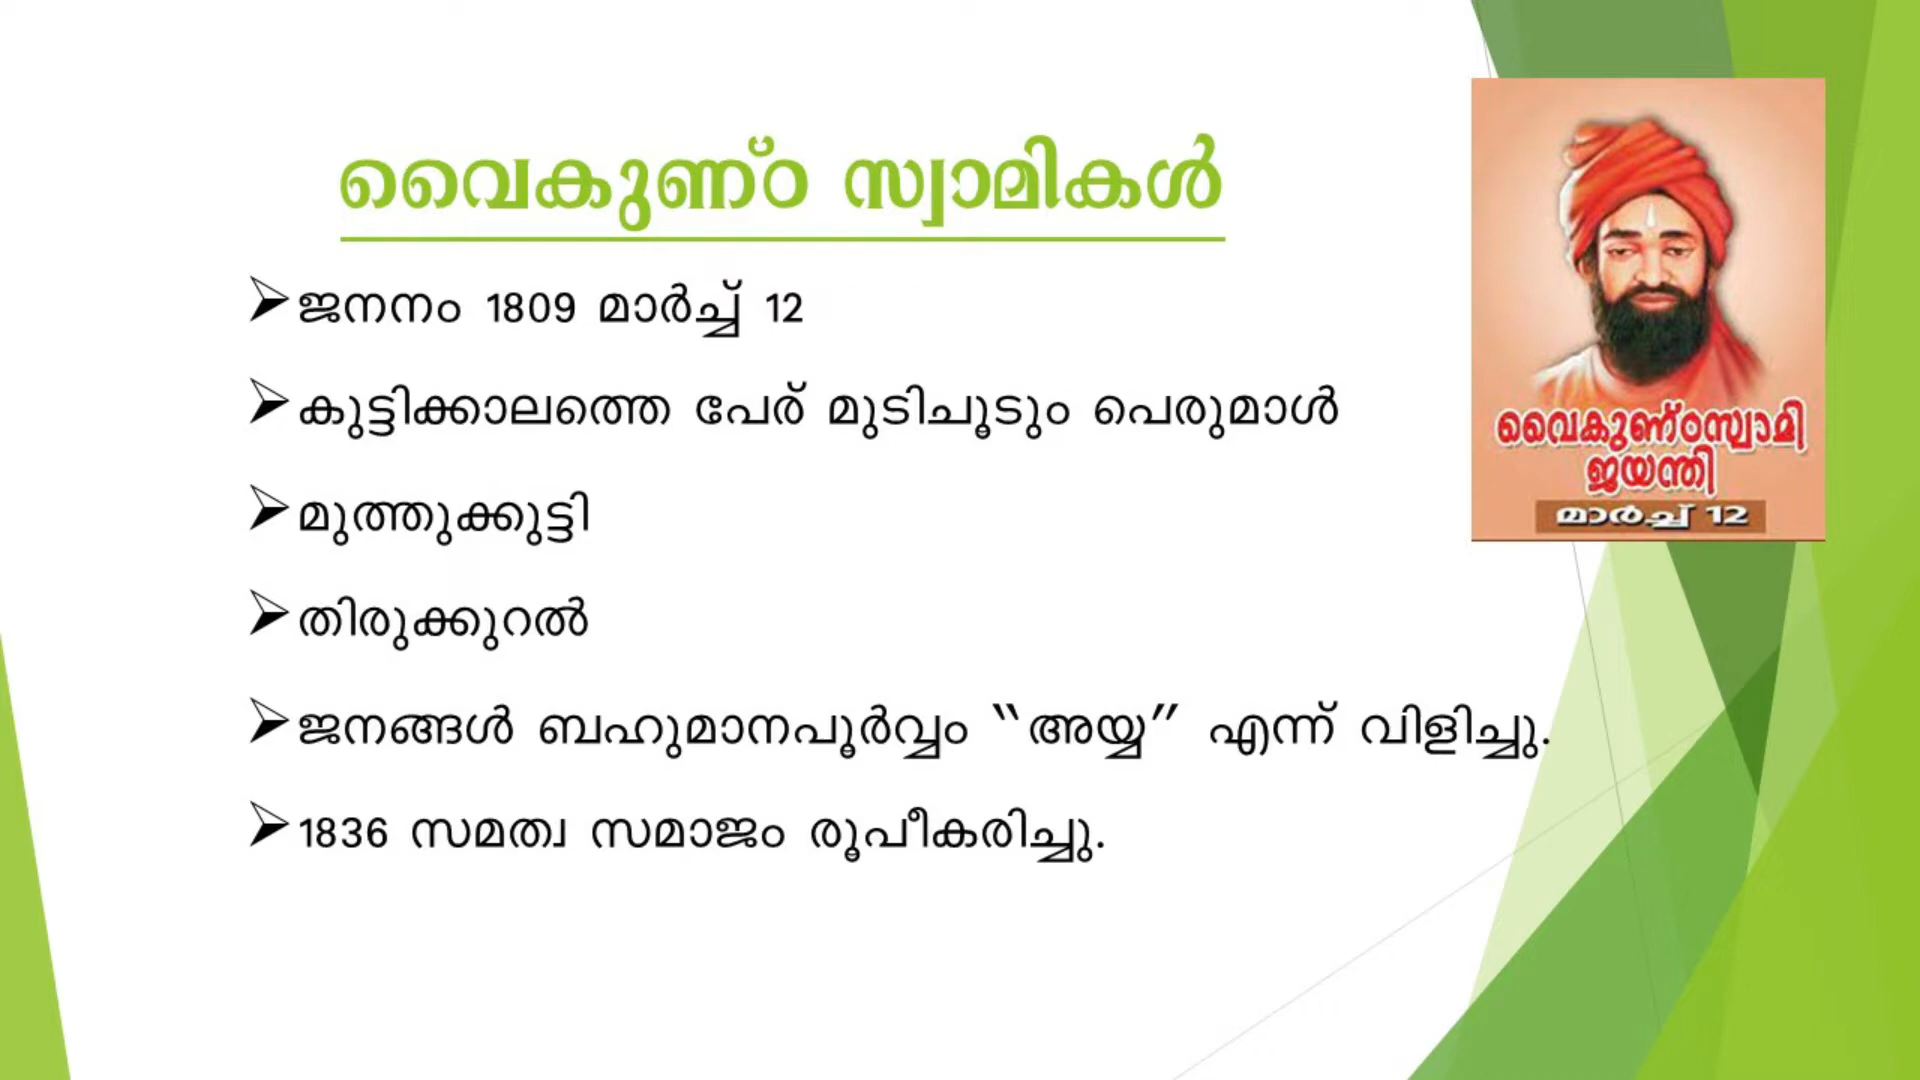 വൈകുണ്ഠ സ്വാമികൾ
ജനനം 1809 മാർച്ച് 12
കുട്ടിക്കാലത്തെ പേര് മുടിചൂടും പെരുമാൾ
മുത്തുക്കുട്ടി
തിരുക്കുറൽ
ജനങ്ങൾ ബഹുമാനപൂർവ്വം “അയ്യ” എന്ന് വിളിച്ചു.
1836 സമത്വ സമാജം രൂപീകരിച്ചു.
വൈകുണ്ഠസ്വാമി
ജയന്തി
മാർച്ച് 12